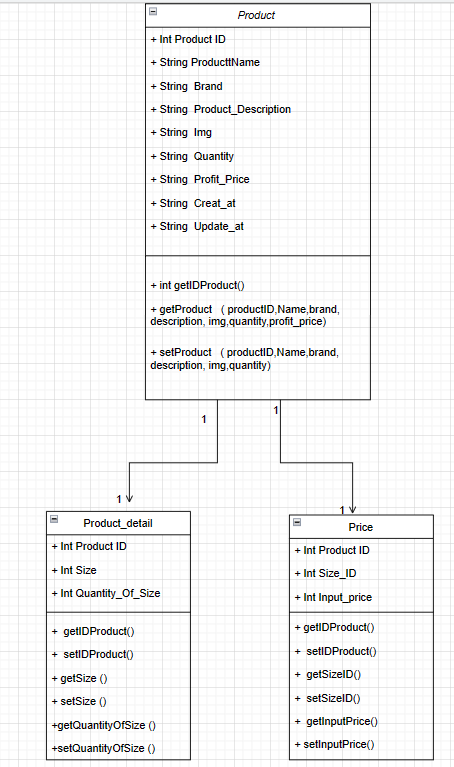 Product
+ Int Product ID
+ String ProducttName
+ String Brand
+ String Product_Description
+ String Img
+ String Quantity
+ String Profit_Price
+ String Creat_at
+ String Update_at
+ int getIDProduct()
+ getProduct ( productID,Name,brand,
description, img,quantity,profit_price)
+ setProduct ( productID,Name,brand,
description, img,quantity)
1
1
1
1
Product_detail
+ Int Product ID
+ Int Size
+ Int Quantity_Of_Size
+ getIDProduct()
+ setIDProduct()
+ getSize ()
+ setSize ()
+getQuantityOfSize ()
+setQuantityOfSize ()
Price
+ Int Product ID
+ Int Size_ID
+ Int Input_price
+ getIDProduct()
+ setIDProduct()
+ getSizeID()
+ setSizeID()
+ getInputPrice()
+ setInputPrice()